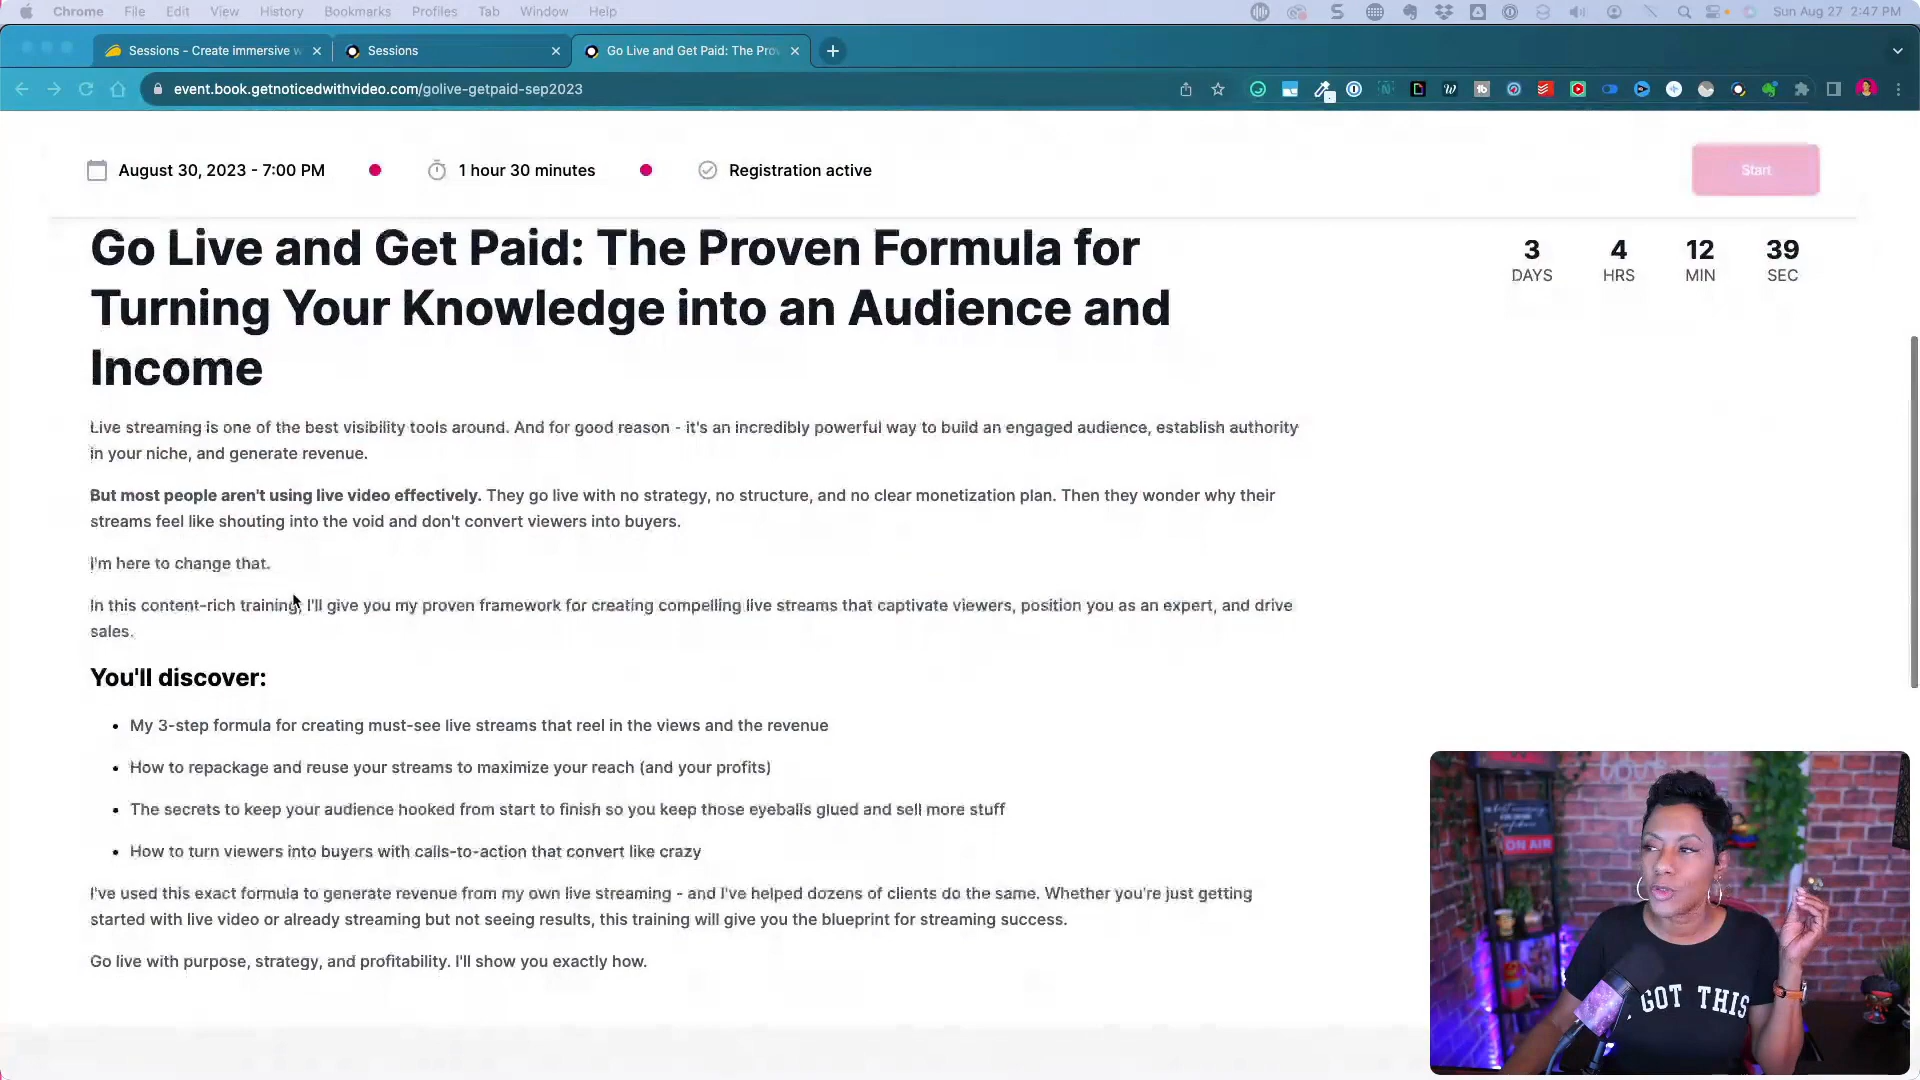 Chrome File Edit View History Bookmarks Profiles Tab Window Help
Sun Aug 27 2:47 PM
Sessions - Create immersive
Sessions
Go Live and Get Paid: The Pro
event.book.getnoticedwithvideo.com/golive-getpaid-sep2023
August 30, 2023 - 7:00 PM
1 hour 30 minutes
Registration active
Start
Go Live and Get Paid: The Proven Formula for
Turning Your Knowledge into an Audience and
Income
3 4 12 39
DAYS HRS MIN SEC
Live streaming is one of the best visibility tools around. And for good reason - it's an incredibly powerful way to build an engaged audience, establish authority
in your niche, and generate revenue.
But most people aren't using live video effectively. They go live with no strategy, no structure, and no clear monetization plan. Then they wonder why their
streams feel like shouting into the void and don't convert viewers into buyers.
I'm here to change that.
In this content-rich training, I'll give you my proven framework for creating compelling live streams that captivate viewers, position you as an expert, and drive
sales.
You'll discover:
My 3-step formula for creating must-see live streams that reel in the views and the revenue
How to repackage and reuse your streams to maximize your reach (and your profits)
The secrets to keep your audience hooked from start to finish so you keep those eyeballs glued and sell more stuff
How to turn viewers into buyers with calls-to-action that convert like crazy
I've used this exact formula to generate revenue from my own live streaming - and I've helped dozens of clients do the same. Whether you're just getting
started with live video or already streaming but not seeing results, this training will give you the blueprint for streaming success.
Go live with purpose, strategy, and profitability. I'll show you exactly how.
ON AIR
GOT THIS